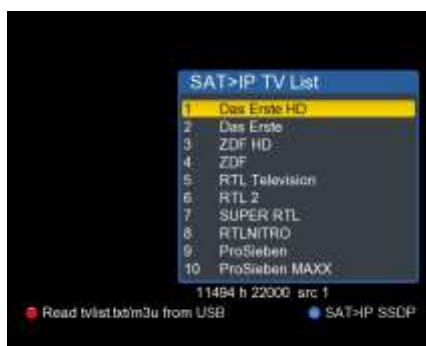 SAT>IP TV List
1 Das Erste HD
2 Das Erste
3 ZDF HD
4 ZDF
5 RTL Television
6 RTL 2
7 SUPER RTL
8 RTLNITRO
9 ProSieben
10 ProSieben MAXX
11494 h 22000 src 1
Read tvlist.txt/m3u from USB
SAT>IP SSDP